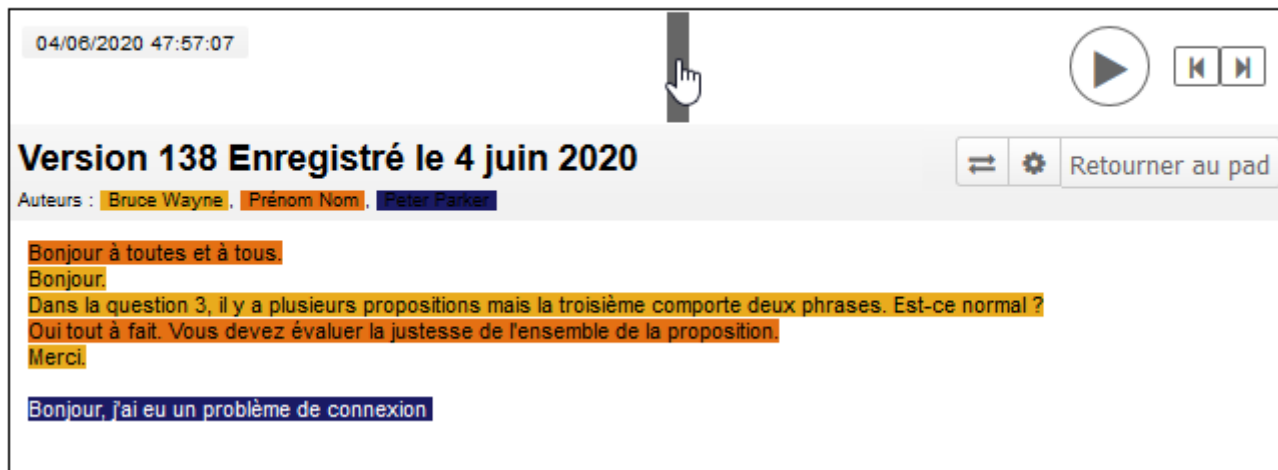 04/06/2020 47:57:07
Version 138 Enregistré le 4 juin 2020
Retourner au pad
Auteurs : Bruce Wayne , Prénom Nom , Peter Parker
Bonjour à toutes et à tous.
Bonjour.
Dans la question 3, il y a plusieurs propositions mais la troisième comporte deux phrases. Est-ce normal ?
Oui tout à fait. Vous devez évaluer la justesse de l'ensemble de la proposition.
Merci.
Bonjour, j'ai eu un problème de connexion